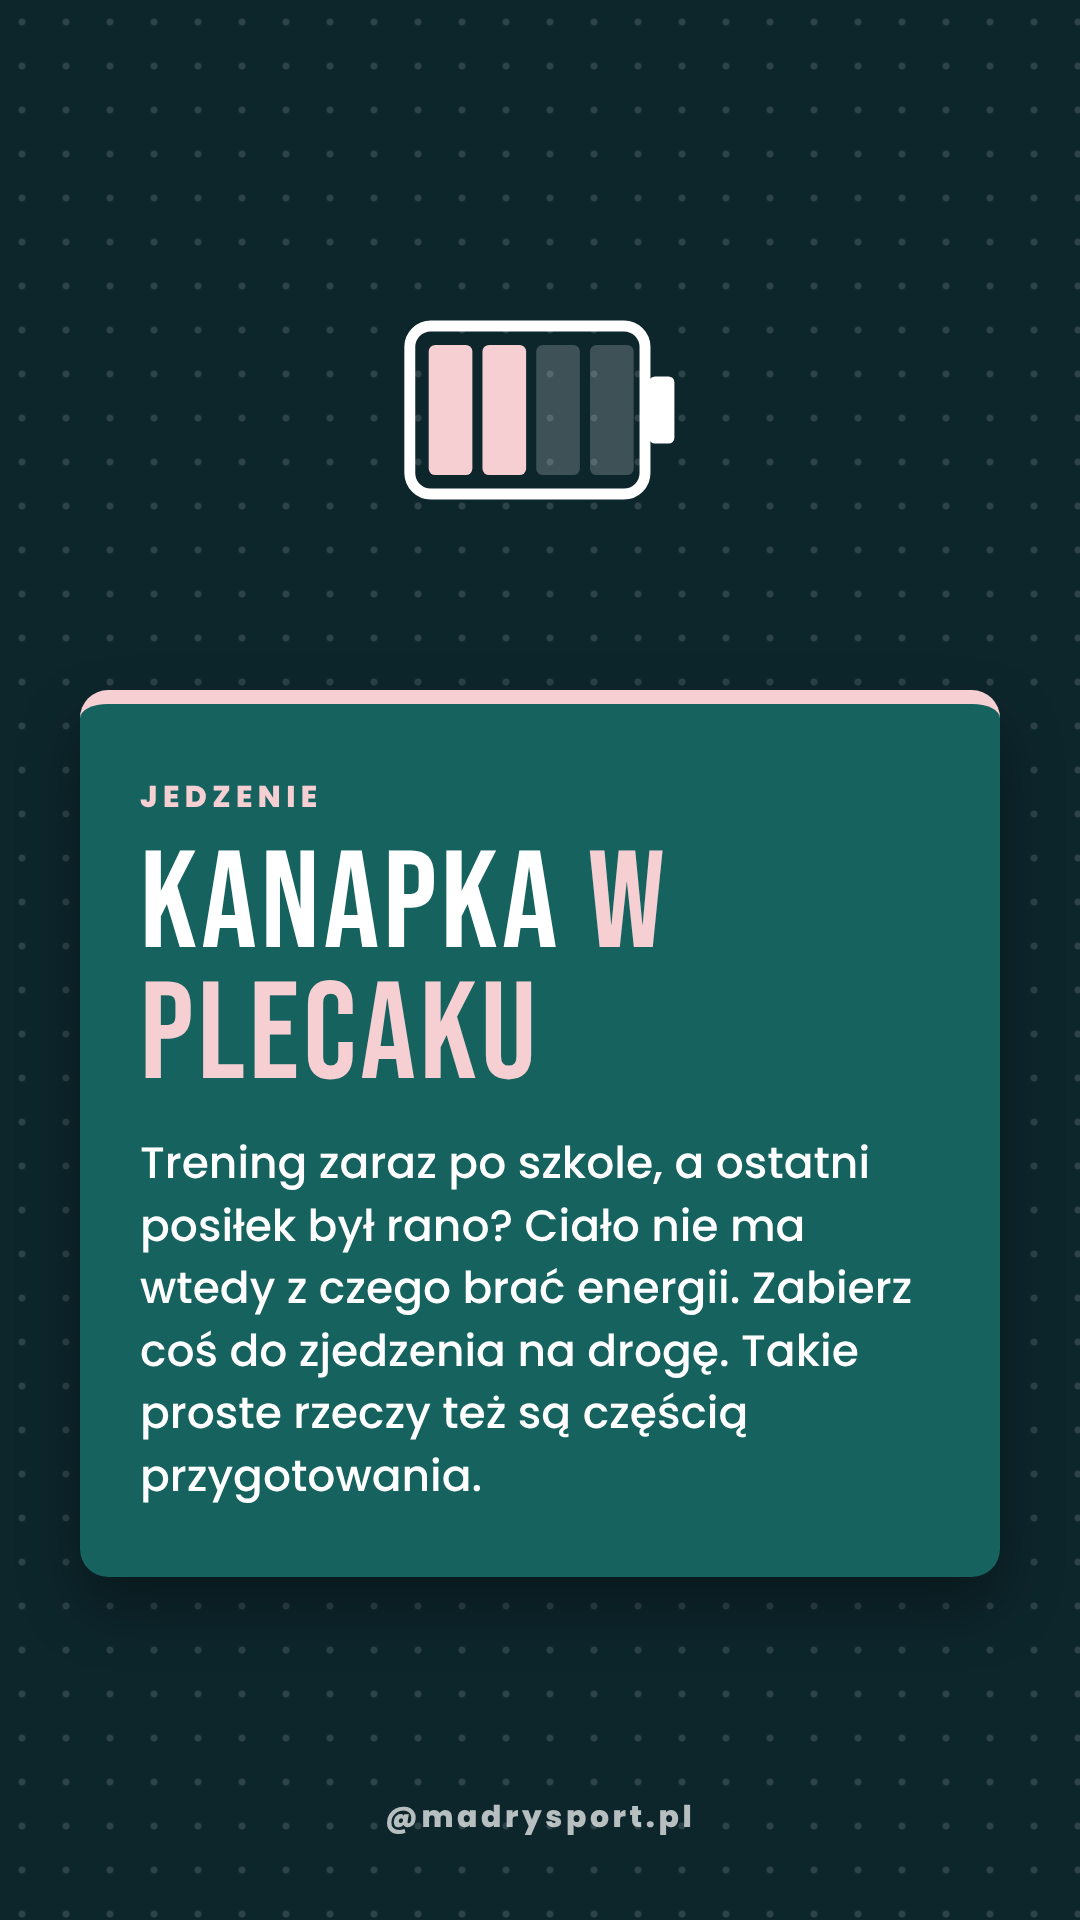 JEDZENIE
KANAPKA W
PLECAKU
Trening zaraz po szkole, a ostatni
posiłek był rano? Ciało nie ma
wtedy z czego brać energii. Zabierz
coś do zjedzenia na drogę. Takie
proste rzeczy też są częścią
przygotowania.
@madrysport.pl